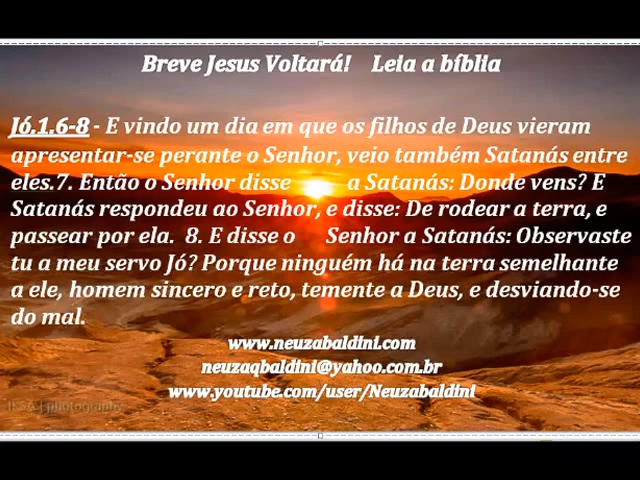 Breve Jesus Voltará! Leia a bíblia
Jó.1.6-8 - E vindo um dia em que os filhos de Deus vieram
apresentar-se perante o Senhor, veio também Satanás entre
eles.7. Então o Senhor disse a Satanás: Donde vens? E
Satanás respondeu ao Senhor, e disse: De rodear a terra, e
passear por ela. 8. E disse o Senhor a Satanás: Observaste
tu a meu servo Jó? Porque ninguém há na terra semelhante
a ele, homem sincero e reto, temente a Deus, e desviando-se
do mal.
www.neuzabaldini.com
neuzaqbaldini@yahoo.com.br
www.youtube.com/user/Neuzabaldini
photography